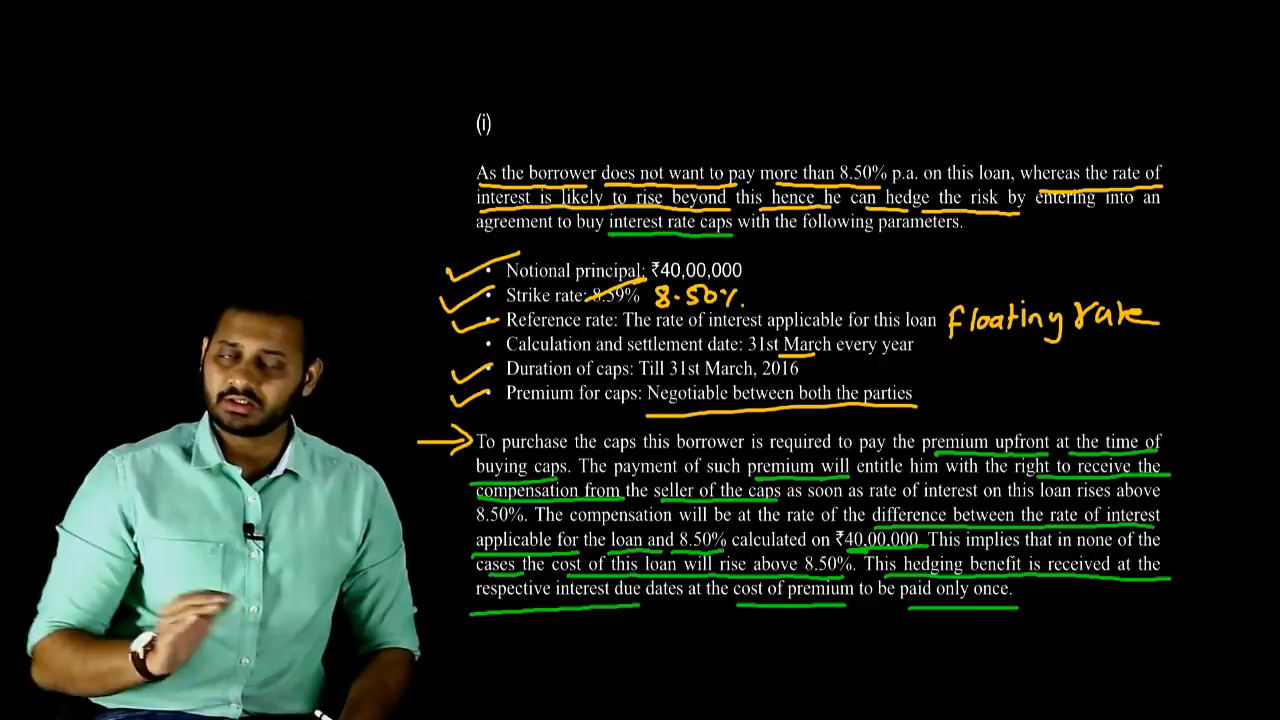 (i)
As the borrower does not want to pay more than 8.50% p.a. on this loan, whereas the rate of
interest is likely to rise beyond this hence he can hedge the risk by entering into an
agreement to buy interest rate caps with the following parameters.
• Notional principal: ₹40,00,000
• Strike rate: 8.59% 8.50%.
• Reference rate: The rate of interest applicable for this loan floating rate
• Calculation and settlement date: 31st March every year
• Duration of caps: Till 31st March, 2016
• Premium for caps: Negotiable between both the parties
To purchase the caps this borrower is required to pay the premium upfront at the time of
buying caps. The payment of such premium will entitle him with the right to receive the
compensation from the seller of the caps as soon as rate of interest on this loan rises above
8.50%. The compensation will be at the rate of the difference between the rate of interest
applicable for the loan and 8.50% calculated on ₹40,00,000 This implies that in none of the
cases the cost of this loan will rise above 8.50%. This hedging benefit is received at the
respective interest due dates at the cost of premium to be paid only once.